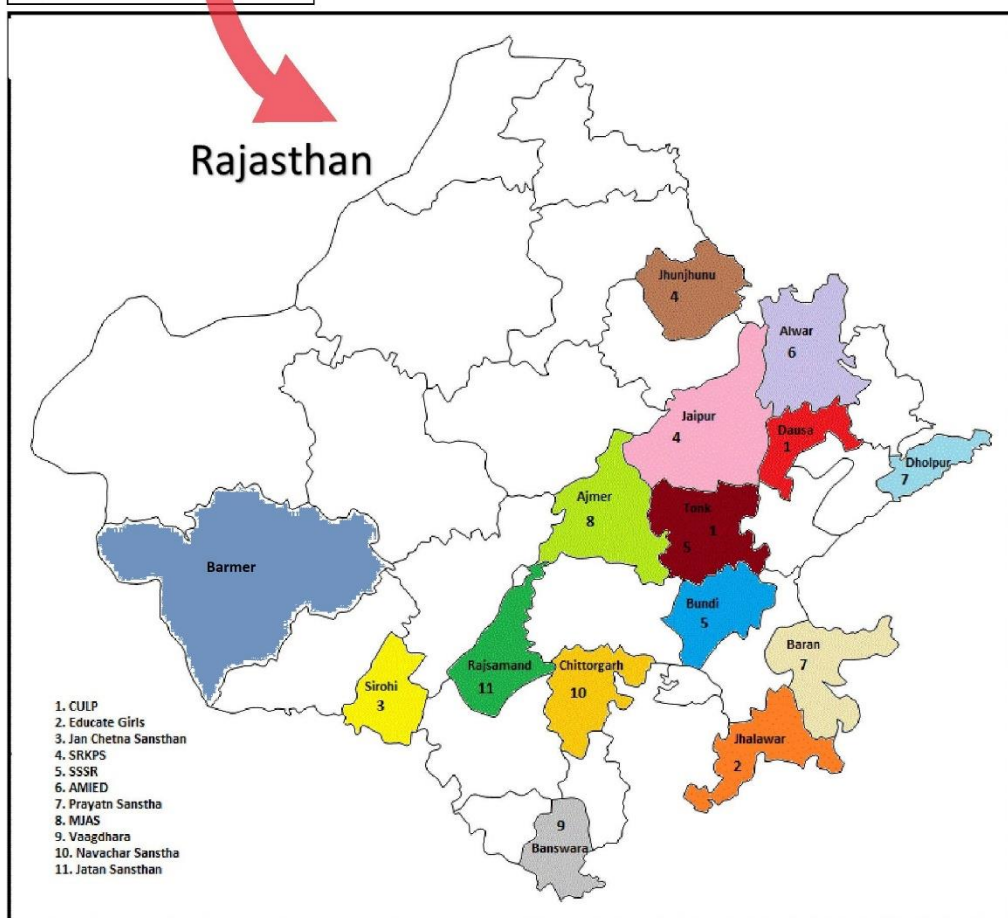 Rajasthan
Jhunjhunu
4
Alwar
6
Jaipur
4
Dausa
1
Dholpur
7
Ajmer
8
Tonk
1
5
Barmer
Bundi
5
Baran
7
Rajsamand
11
Chittorgarh
10
Sirohi
3
Jhalawar
2
9
Banswara
1. CULP
2. Educate Girls
3. Jan Chetna Sansthan
4. SRKPS
5. SSSR
6. AMIED
7. Prayatn Sanstha
8. MJAS
9. Vaagdhara
10. Navachar Sanstha
11. Jatan Sansthan